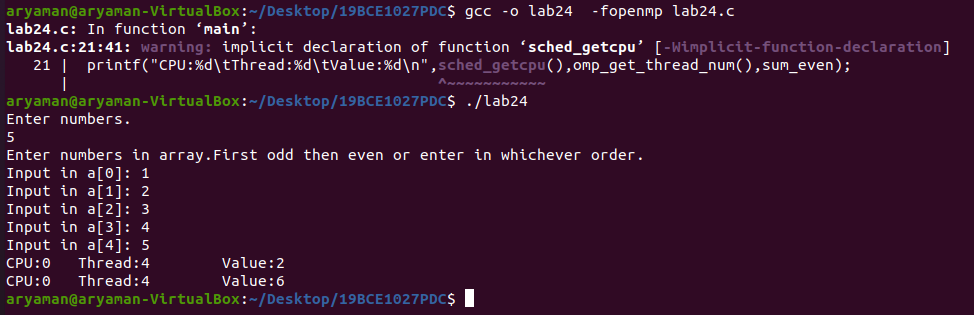 aryaman@aryaman-VirtualBox:~/Desktop/19BCE1027PDC$ gcc -o lab24  -fopenmp lab24.c
lab24.c: In function ‘main’:
lab24.c:21:41: warning: implicit declaration of function ‘sched_getcpu’ [-Wimplicit-function-declaration]
   21 |  printf("CPU:%d\tThread:%d\tValue:%d\n",sched_getcpu(),omp_get_thread_num(),sum_even);
      |                                         ^~~~~~~~~~~~
aryaman@aryaman-VirtualBox:~/Desktop/19BCE1027PDC$ ./lab24
Enter numbers.
5
Enter numbers in array.First odd then even or enter in whichever order.
Input in a[0]: 1
Input in a[1]: 2
Input in a[2]: 3
Input in a[3]: 4
Input in a[4]: 5
CPU:0	Thread:4	Value:2
CPU:0	Thread:4	Value:6
aryaman@aryaman-VirtualBox:~/Desktop/19BCE1027PDC$